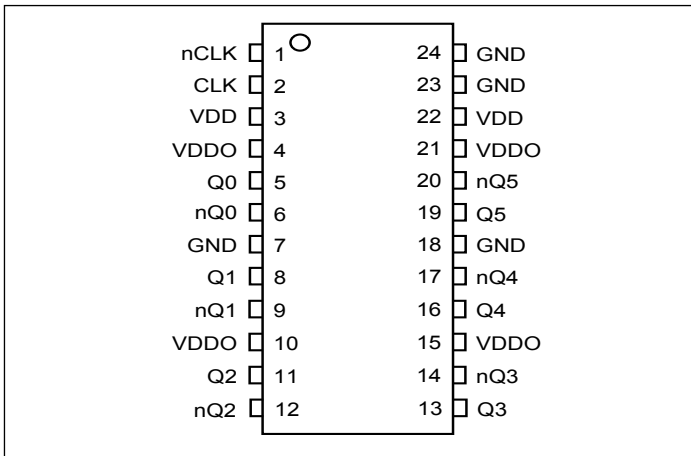 nCLK 1 24 GND
CLK 2 23 GND
VDD 3 22 VDD
VDDO 4 21 VDDO
Q0 5 20 nQ5
nQ0 6 19 Q5
GND 7 18 GND
Q1 8 17 nQ4
nQ1 9 16 Q4
VDDO 10 15 VDDO
Q2 11 14 nQ3
nQ2 12 13 Q3